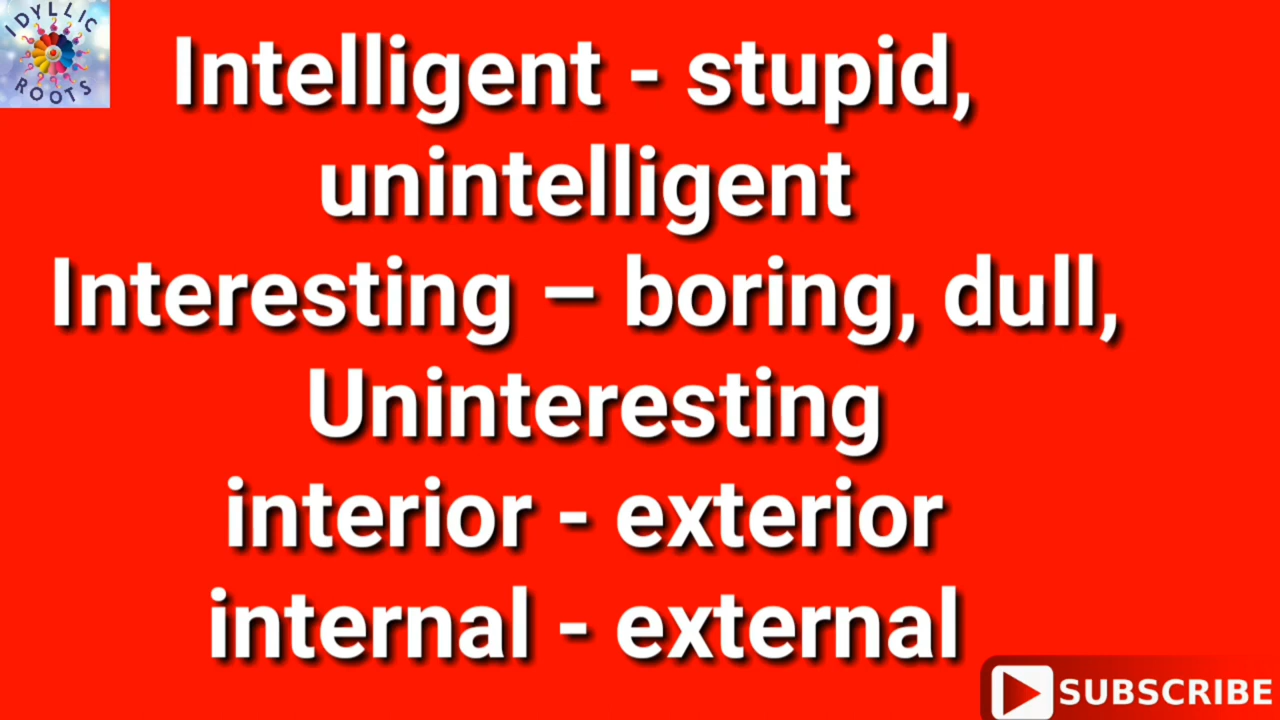 IDYLLIC
ROOTS
Intelligent - stupid,
unintelligent
Interesting – boring, dull,
Uninteresting
interior - exterior
internal - external
SUBSCRIBE